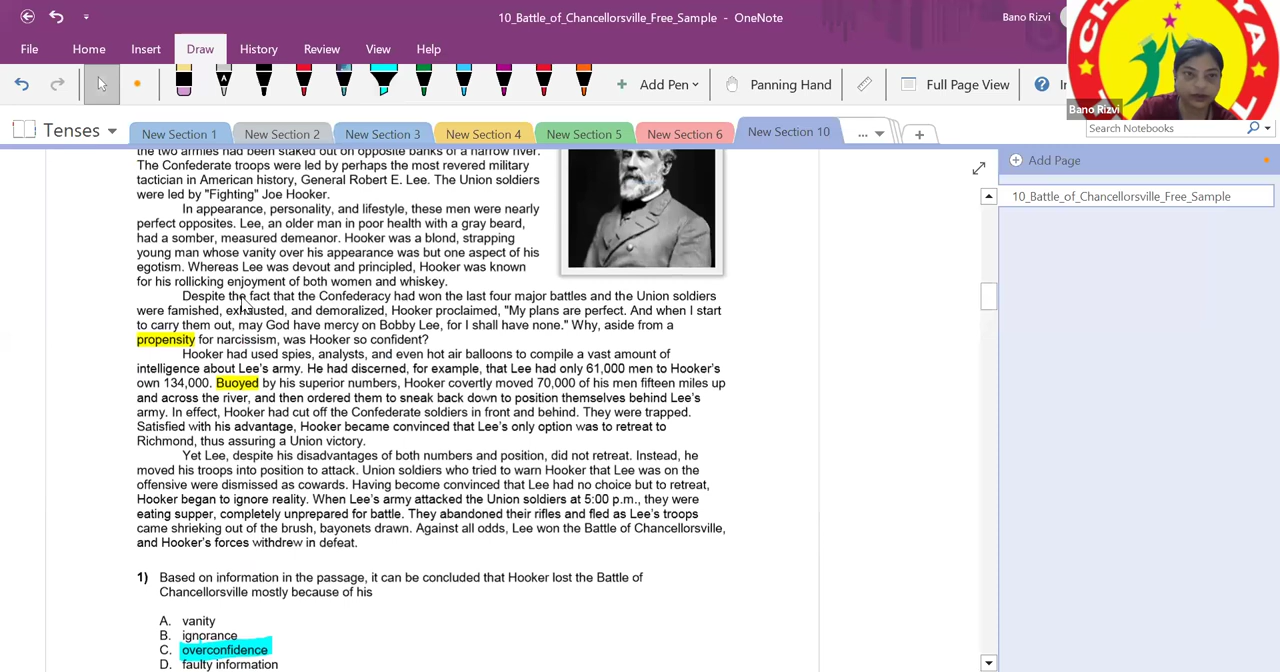 10_Battle_of_Chancellorsville_Free_Sample - OneNote
Bano Rizvi
File Home Insert Draw History Review View Help
Add Pen
Panning Hand
Full Page View
Bano Rizvi
Search Notebooks
Tenses
New Section 1
New Section 2
New Section 3
New Section 4
New Section 5
New Section 6
New Section 10
...
Add Page
10_Battle_of_Chancellorsville_Free_Sample
the two armies had been staked out on opposite banks of a narrow river.
The Confederate troops were led by perhaps the most revered military
tactician in American history, General Robert E. Lee. The Union soldiers
were led by "Fighting" Joe Hooker.
In appearance, personality, and lifestyle, these men were nearly
perfect opposites. Lee, an older man in poor health with a gray beard,
had a somber, measured demeanor. Hooker was a blond, strapping
young man whose vanity over his appearance was but one aspect of his
egotism. Whereas Lee was devout and principled, Hooker was known
for his rollicking enjoyment of both women and whiskey.
Despite the fact that the Confederacy had won the last four major battles and the Union soldiers
were famished, exhausted, and demoralized, Hooker proclaimed, "My plans are perfect. And when I start
to carry them out, may God have mercy on Bobby Lee, for I shall have none." Why, aside from a
propensity for narcissism, was Hooker so confident?
Hooker had used spies, analysts, and even hot air balloons to compile a vast amount of
intelligence about Lee's army. He had discerned, for example, that Lee had only 61,000 men to Hooker's
own 134,000. Buoyed by his superior numbers, Hooker covertly moved 70,000 of his men fifteen miles up
and across the river, and then ordered them to sneak back down to position themselves behind Lee's
army. In effect, Hooker had cut off the Confederate soldiers in front and behind. They were trapped.
Satisfied with his advantage, Hooker became convinced that Lee's only option was to retreat to
Richmond, thus assuring a Union victory.
Yet Lee, despite his disadvantages of both numbers and position, did not retreat. Instead, he
moved his troops into position to attack. Union soldiers who tried to warn Hooker that Lee was on the
offensive were dismissed as cowards. Having become convinced that Lee had no choice but to retreat,
Hooker began to ignore reality. When Lee's army attacked the Union soldiers at 5:00 p.m., they were
eating supper, completely unprepared for battle. They abandoned their rifles and fled as Lee's troops
came shrieking out of the brush, bayonets drawn. Against all odds, Lee won the Battle of Chancellorsville,
and Hooker's forces withdrew in defeat.
1) Based on information in the passage, it can be concluded that Hooker lost the Battle of
Chancellorsville mostly because of his
A. vanity
B. ignorance
C. overconfidence
D. faulty information